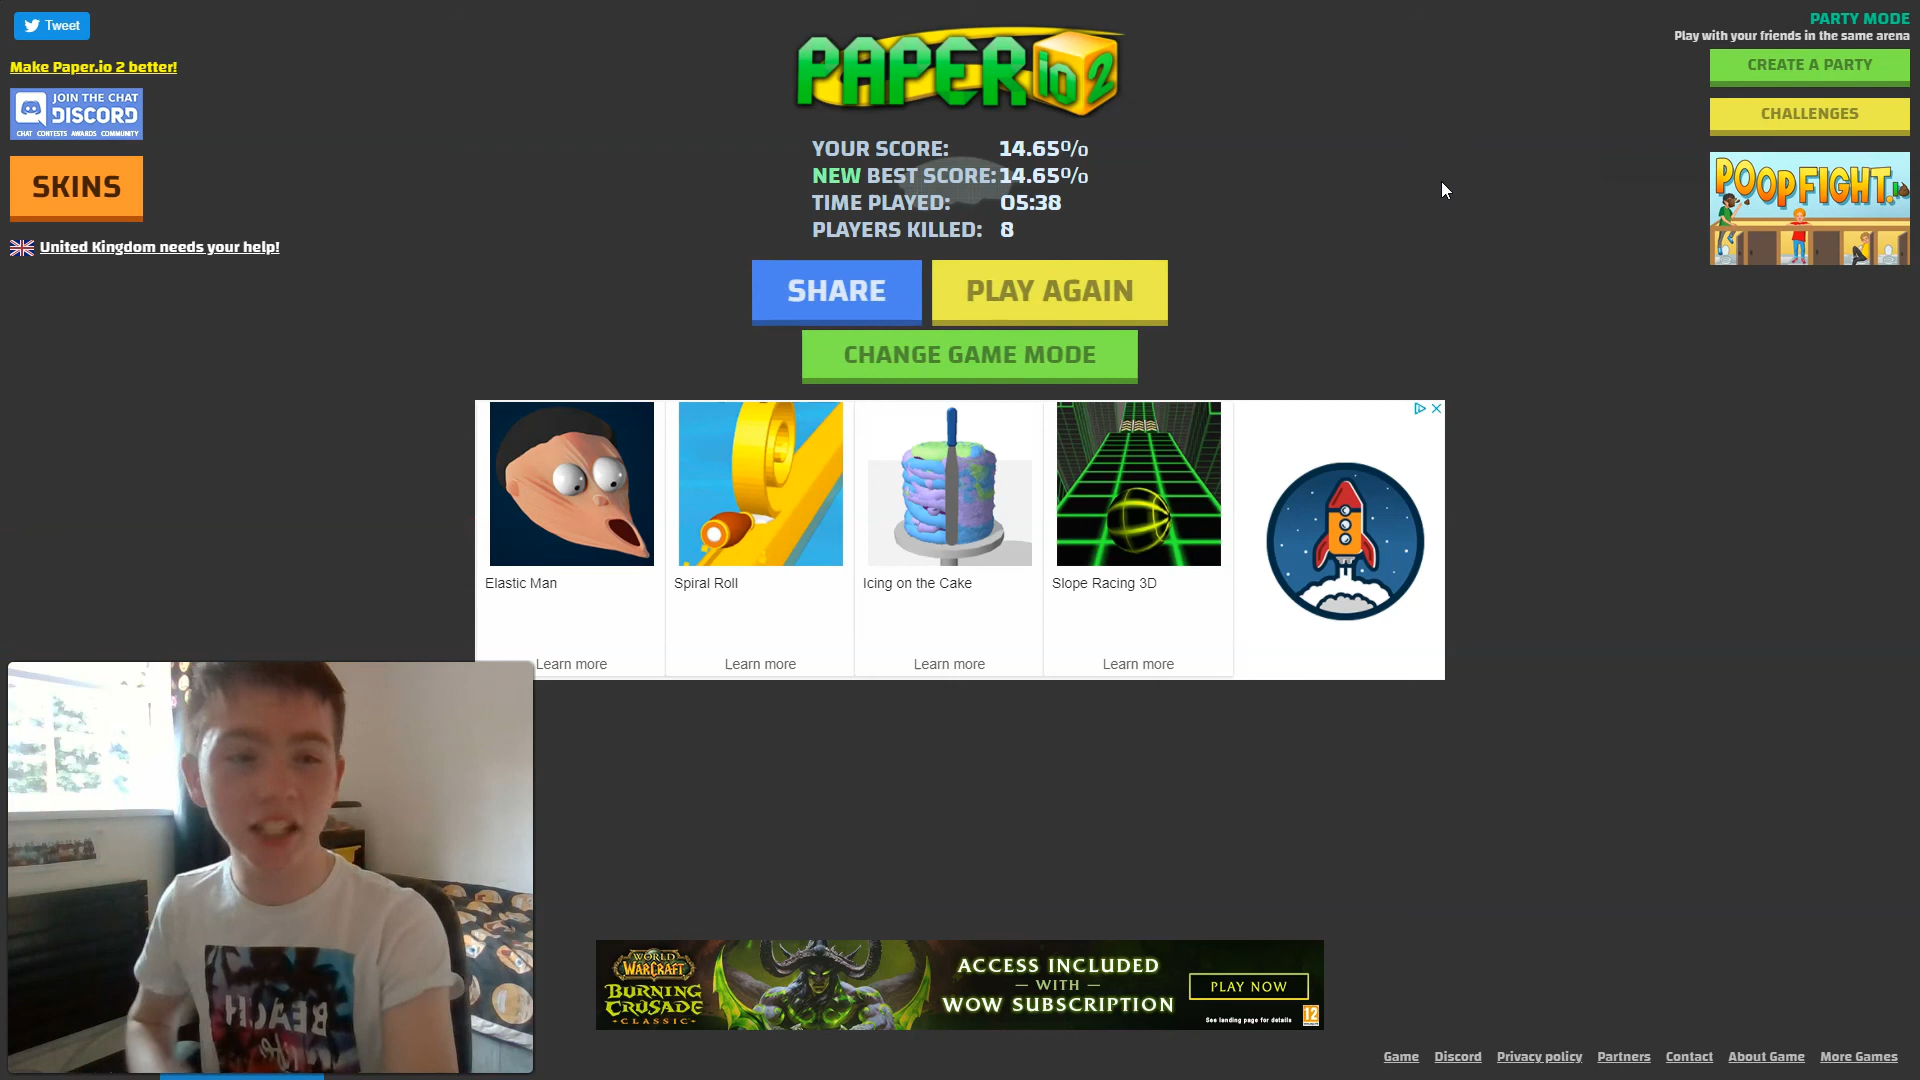 Tweet
Make Paper.io 2 better!
JOIN THE CHAT
DISCORD
CHAT CONTESTS AWARDS COMMUNITY
SKINS
United Kingdom needs your help!
PAPER io 2
YOUR SCORE: 14.65%
NEW BEST SCORE: 14.65%
TIME PLAYED: 05:38
PLAYERS KILLED: 8
SHARE
PLAY AGAIN
CHANGE GAME MODE
PARTY MODE
Play with your friends in the same arena
CREATE A PARTY
CHALLENGES
POOP FIGHT.io
Elastic Man
Spiral Roll
Icing on the Cake
Slope Racing 3D
Learn more
Learn more
Learn more
Learn more
BEACH
life
WORLD
WARCRAFT
BURNING
CRUSADE
CLASSIC
ACCESS INCLUDED
— WITH —
WOW SUBSCRIPTION
PLAY NOW
See landing page for details
12
Game Discord Privacy policy Partners Contact About Game More Games